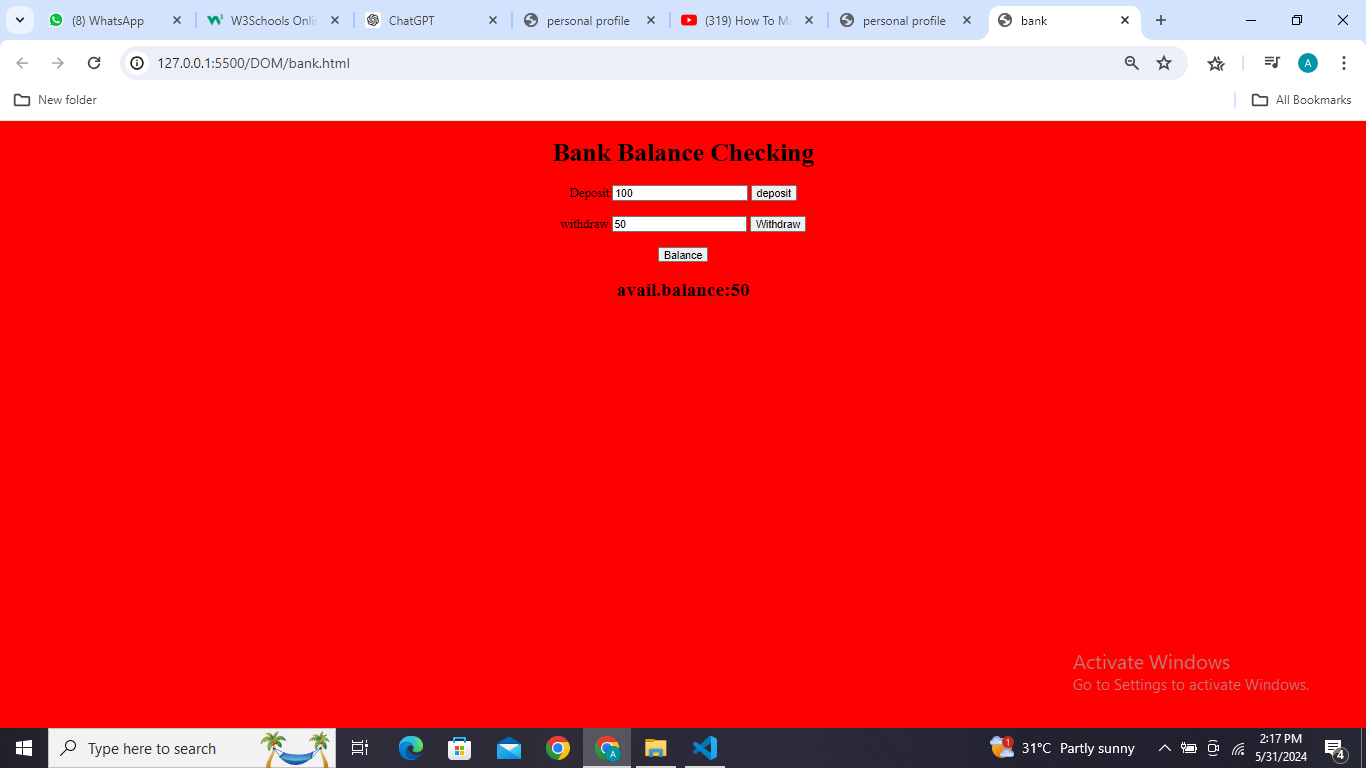 (8) WhatsApp
W3Schools Onli
ChatGPT
personal profile
(319) How To Ma
personal profile
bank
127.0.0.1:5500/DOM/bank.html
A
New folder
All Bookmarks
Bank Balance Checking
Deposit 100 deposit
withdraw 50 Withdraw
Balance
avail.balance:50
Activate Windows
Go to Settings to activate Windows.
Type here to search
A
1
31°C Partly sunny
2:17 PM
5/31/2024
4